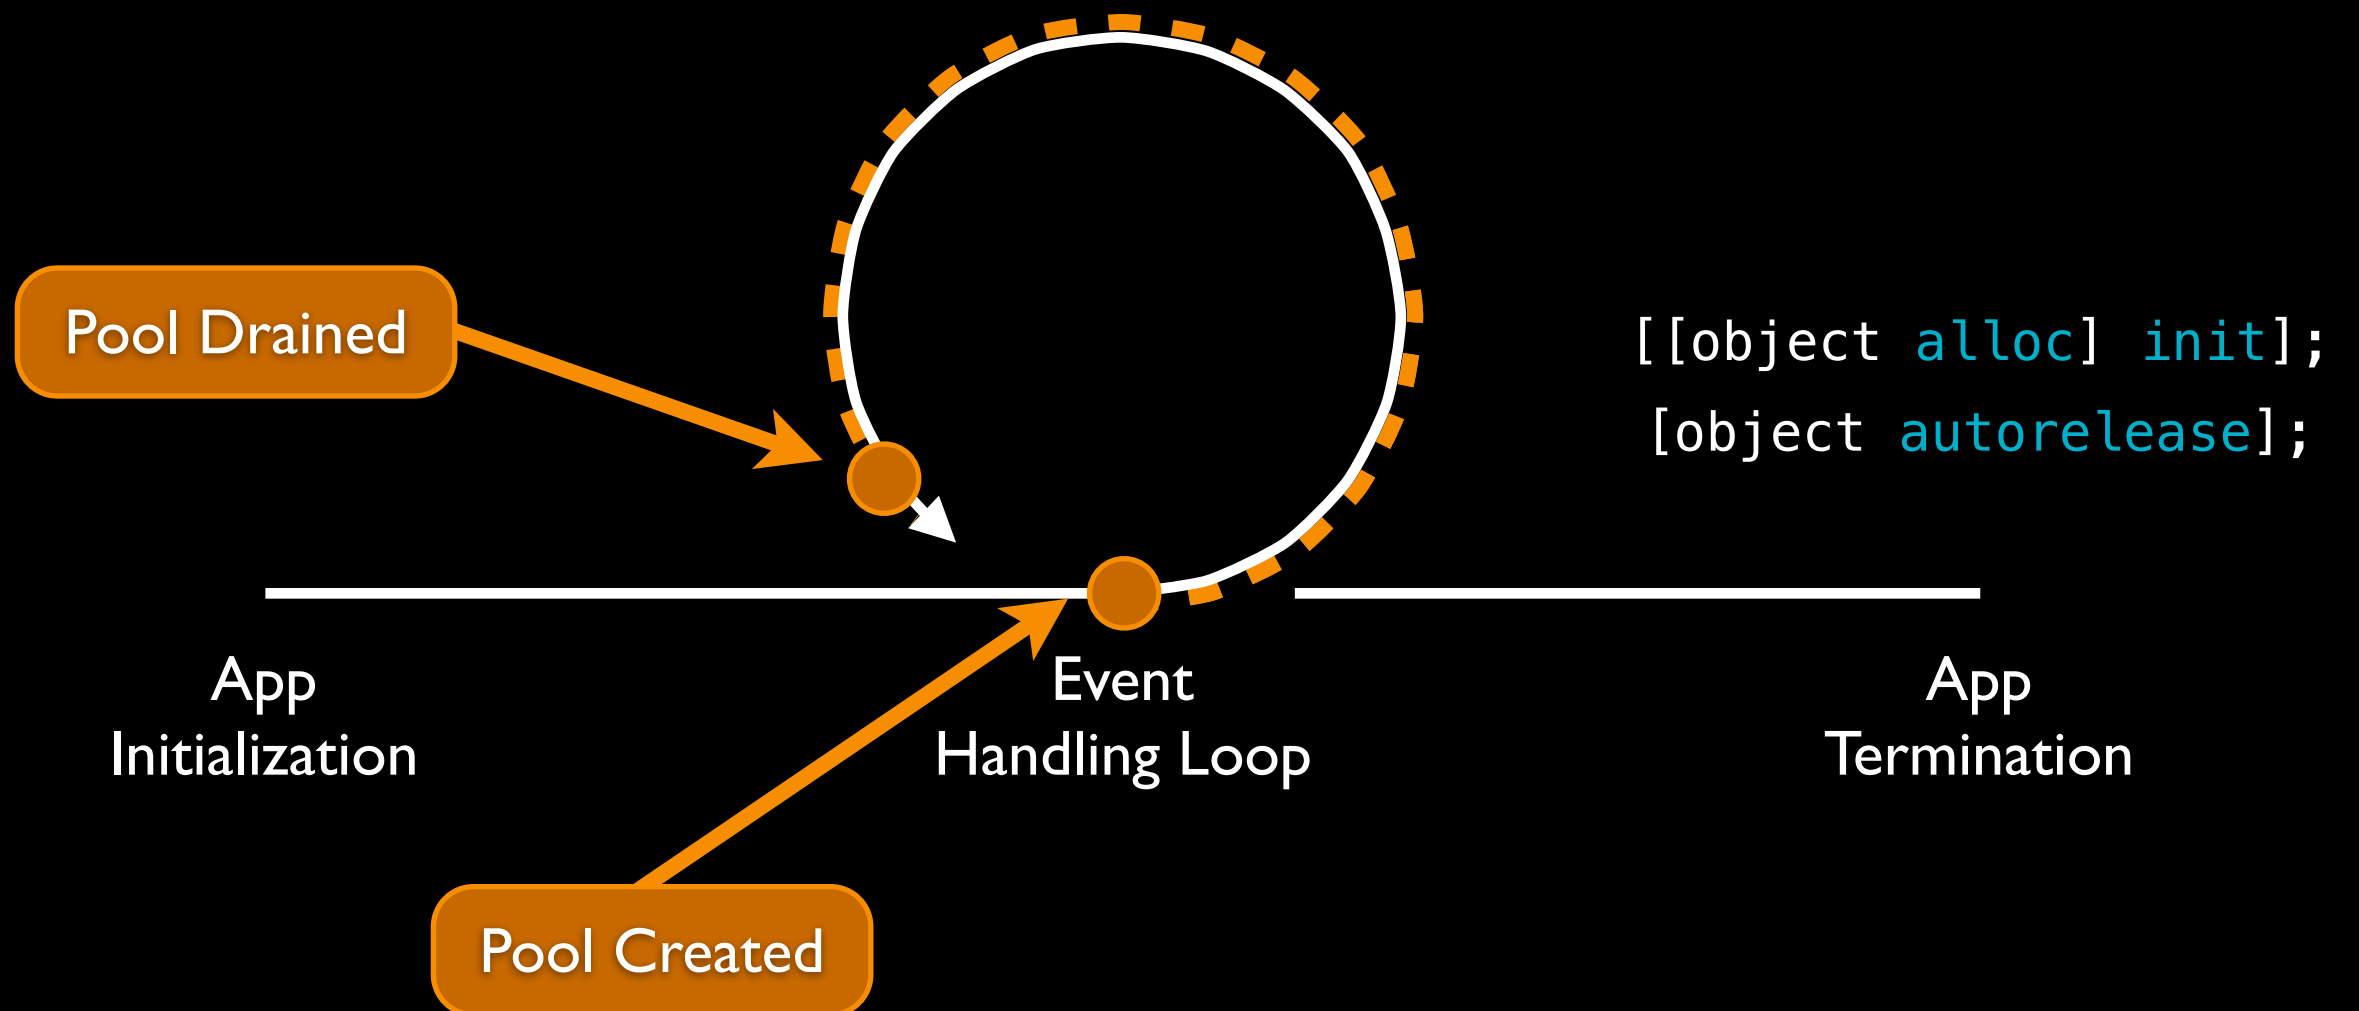 Pool Drained
[[object alloc] init];
[object autorelease];
App
Initialization
Event
Handling Loop
App
Termination
Pool Created